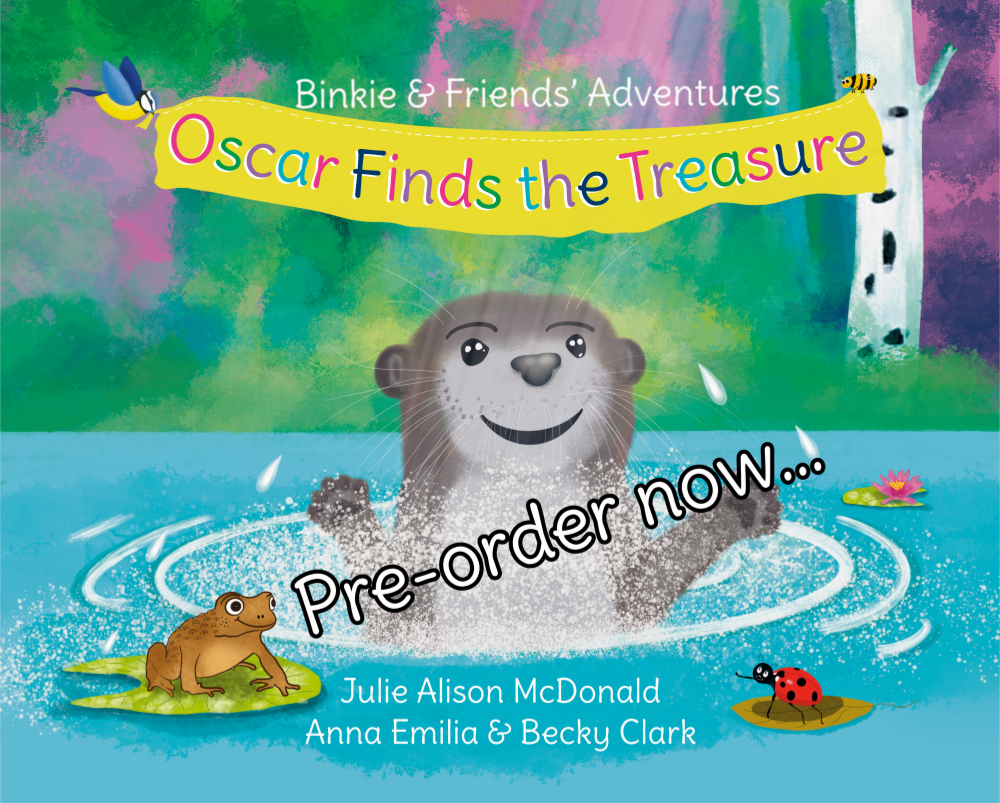 Binkie & Friends’ Adventures
Oscar Finds the Treasure
Pre-order now...
Julie Alison McDonald
Anna Emilia & Becky Clark